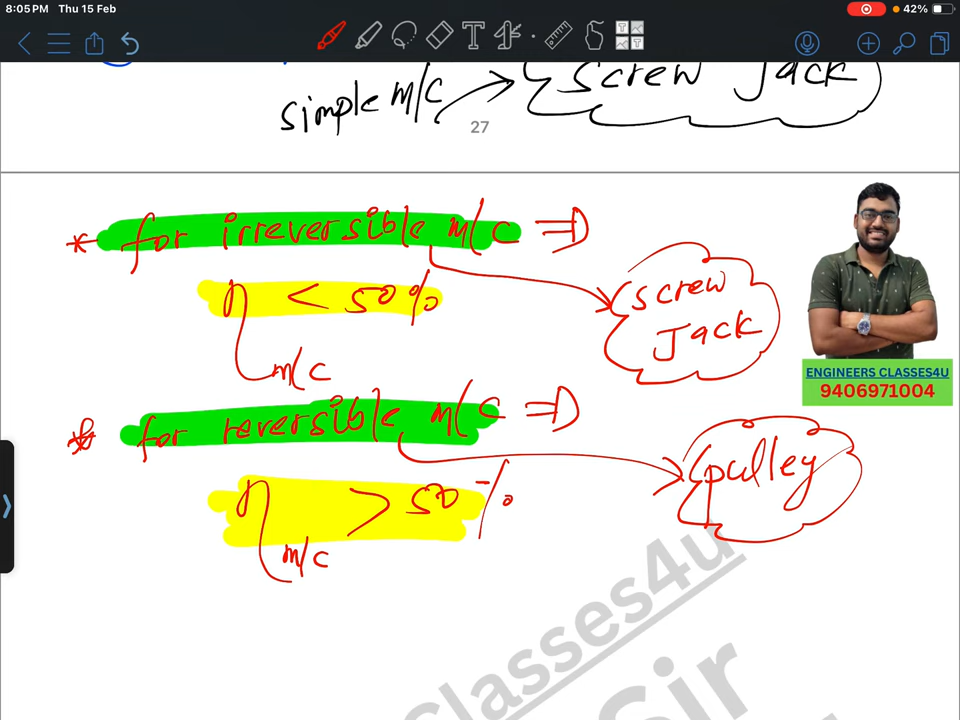 8:05 PM Thu 15 Feb
42%
simple m/c → screw Jack
27
* for irreversible m/c ⇒
η m/c < 50%
screw
Jack
ENGINEERS CLASSES4U
9406971004
* for reversible m/c ⇒
pulley
η m/c > 50%
Classes4u
Sir